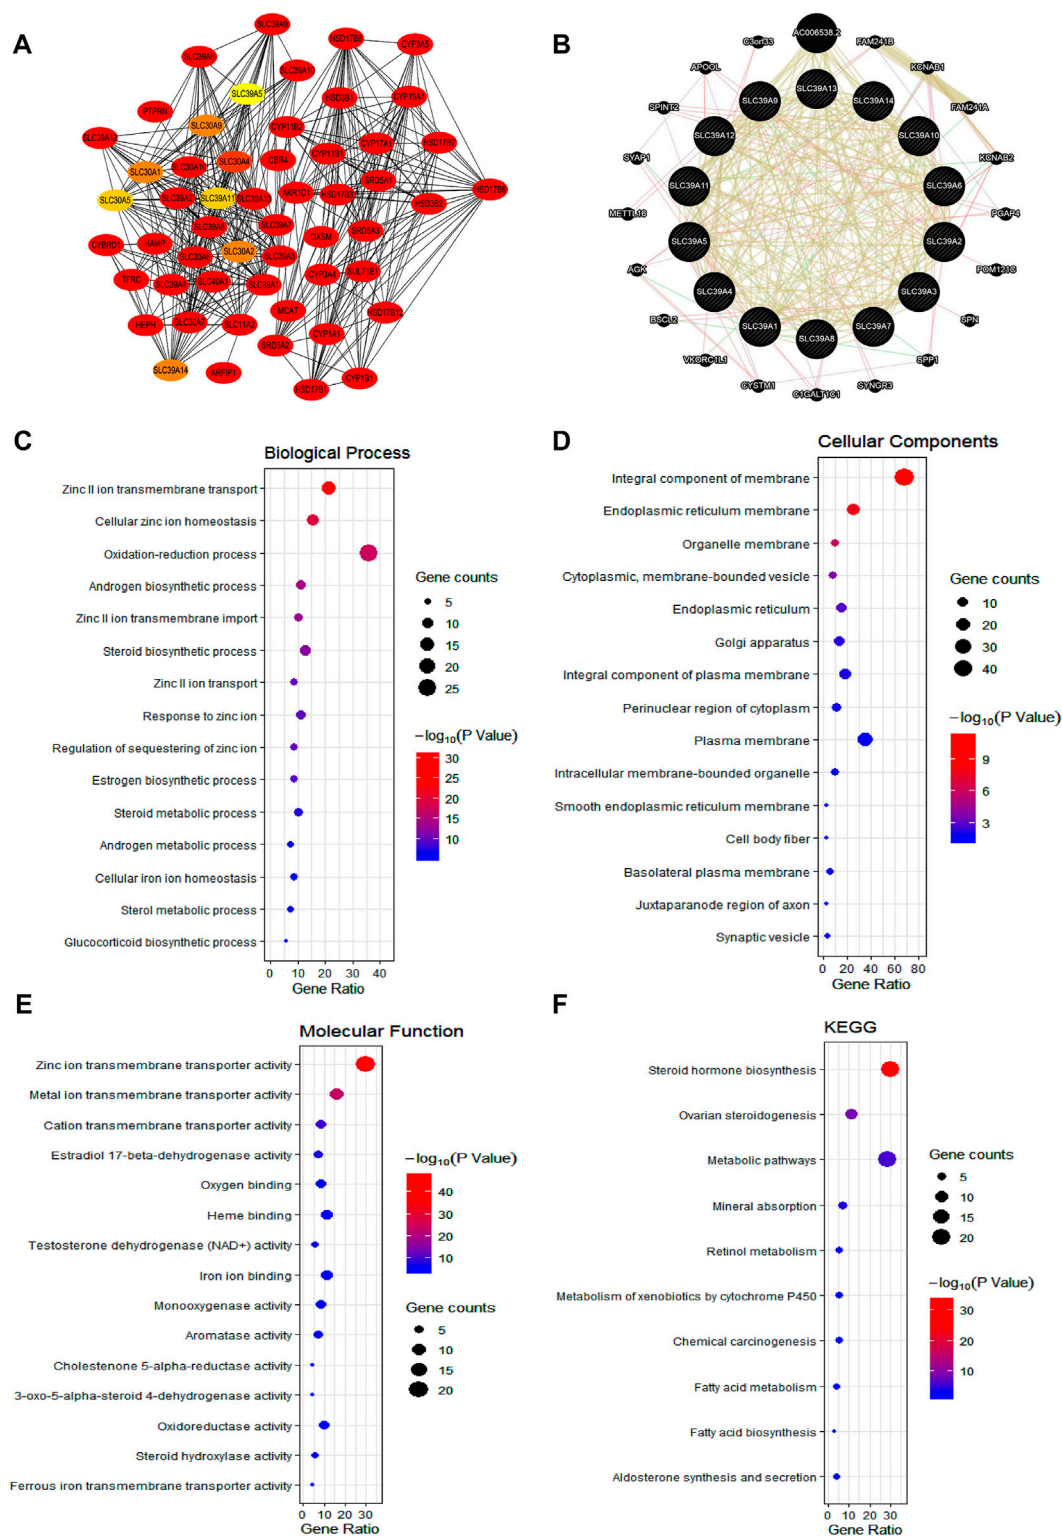 A
B
SLC39A9
HSD17B8
CYP3A5
SLC39A10
SLC39A5
HSD3B1
CYP19A1
PTPRN
SLC30A9
CYP11B2
SLC39A12
CYP17A1
HSD17B7
SLC30A4
CBR4
CYP11B1
SLC30A1
SLC30A10
SRD5A1
AKR1D1
HSD17B3
HSD17B6
SLC30A5
SLC39A2
SLC39A11
SLC39A13
HSD3B2
SLC39A8
SLC39A7
OXSM
SRD5A3
CYBRD1
HAMP
SLC30A6
SLC30A2
SLC39A3
CYP3A4
SULT1E1
TFRC
SLC39A4
SLC40A1
SLC39A1
HEPH
SLC30A7
SLC11A2
MCAT
HSD17B12
CYP1A1
SRD5A2
SLC39A14
ARFIP1
HSD17B1
CYP1B1
AC006538.2
C3orf33
FAM241B
APOOL
KCNAB1
SLC39A13
SLC39A9
SLC39A14
SPINT2
FAM241A
SLC39A12
SLC39A10
SYAP1
KCNAB2
SLC39A11
SLC39A6
METTL16
PGAP4
SLC39A5
SLC39A2
AGK
POM121C
SLC39A4
SLC39A3
BSCL2
SPN
SLC39A1
SLC39A8
SLC39A7
VKORC1L1
SPP1
CYSTM1
C1GALT1C1
SYNGR3
C
Biological Process
Zinc II ion transmembrane transport
Cellular zinc ion homeostasis
Oxidation-reduction process
Androgen biosynthetic process
Zinc II ion transmembrane import
Steroid biosynthetic process
Zinc II ion transport
Response to zinc ion
Regulation of sequestering of zinc ion
Estrogen biosynthetic process
Steroid metabolic process
Androgen metabolic process
Cellular iron ion homeostasis
Sterol metabolic process
Glucocorticoid biosynthetic process
0 10 20 30 40
Gene Ratio
Gene counts
5
10
15
20
25
−log10(P Value)
30
25
20
15
10
D
Cellular Components
Integral component of membrane
Endoplasmic reticulum membrane
Organelle membrane
Cytoplasmic, membrane-bounded vesicle
Endoplasmic reticulum
Golgi apparatus
Integral component of plasma membrane
Perinuclear region of cytoplasm
Plasma membrane
Intracellular membrane-bounded organelle
Smooth endoplasmic reticulum membrane
Cell body fiber
Basolateral plasma membrane
Juxtaparanode region of axon
Synaptic vesicle
0 20 40 60 80
Gene Ratio
Gene counts
10
20
30
40
−log10(P Value)
9
6
3
E
Molecular Function
Zinc ion transmembrane transporter activity
Metal ion transmembrane transporter activity
Cation transmembrane transporter activity
Estradiol 17-beta-dehydrogenase activity
Oxygen binding
Heme binding
Testosterone dehydrogenase (NAD+) activity
Iron ion binding
Monooxygenase activity
Aromatase activity
Cholestenone 5-alpha-reductase activity
3-oxo-5-alpha-steroid 4-dehydrogenase activity
Oxidoreductase activity
Steroid hydroxylase activity
Ferrous iron transmembrane transporter activity
0 10 20 30
Gene Ratio
−log10(P Value)
40
30
20
10
Gene counts
5
10
15
20
F
KEGG
Steroid hormone biosynthesis
Ovarian steroidogenesis
Metabolic pathways
Mineral absorption
Retinol metabolism
Metabolism of xenobiotics by cytochrome P450
Chemical carcinogenesis
Fatty acid metabolism
Fatty acid biosynthesis
Aldosterone synthesis and secretion
0 10 20 30
Gene Ratio
Gene counts
5
10
15
20
−log10(P Value)
30
20
10